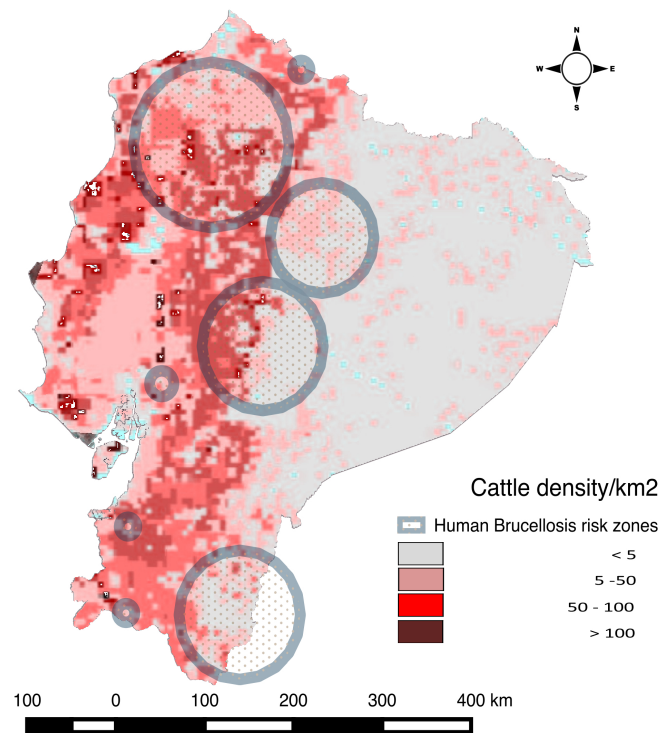 N
W E
S
Cattle density/km2
Human Brucellosis risk zones
< 5
5 -50
50 - 100
> 100
100 0 100 200 300 400 km